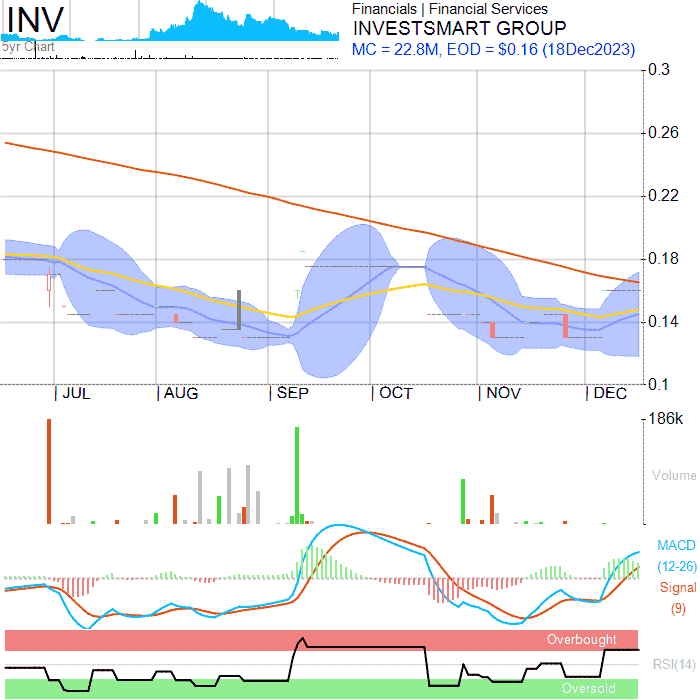 INV
5yr Chart
Financials | Financial Services
INVESTSMART GROUP
MC = 22.8M, EOD = $0.16 (18Dec2023)
0.3
0.26
0.22
0.18
0.14
0.1
JUL AUG SEP OCT NOV DEC
186k
Volume
MACD
(12-26)
Signal
(9)
Overbought
RSI(14)
Oversold